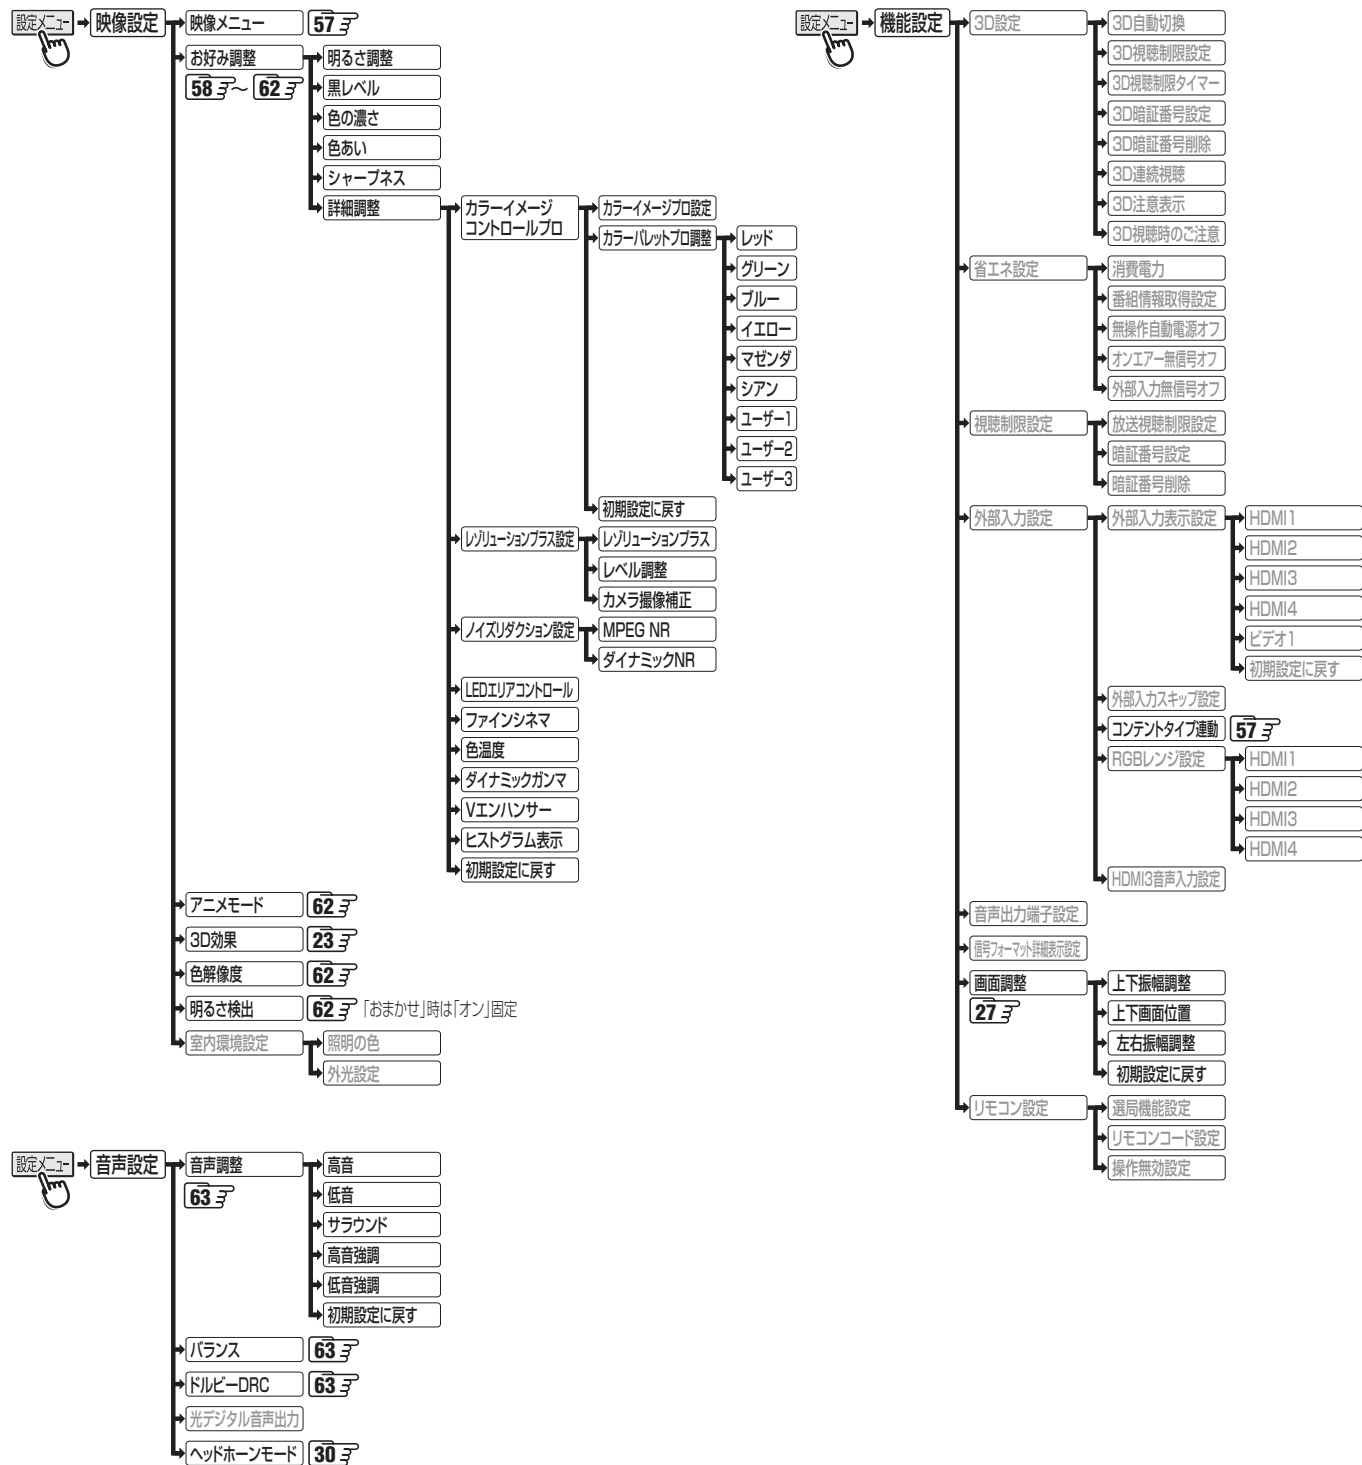 設定メニュー
映像設定
映像メニュー 57
お好み調整
58 ～ 62
明るさ調整
黒レベル
色の濃さ
色あい
シャープネス
詳細調整
カラーイメージ
コントロールプロ
カラーイメージプロ設定
カラーパレットプロ調整
レッド
グリーン
ブルー
イエロー
マゼンダ
シアン
ユーザー1
ユーザー2
ユーザー3
初期設定に戻す
レゾリューションプラス設定
レゾリューションプラス
レベル調整
カメラ撮像補正
ノイズリダクション設定
MPEG NR
ダイナミックNR
LEDエリアコントロール
ファインシネマ
色温度
ダイナミックガンマ
Vエンハンサー
ヒストグラム表示
初期設定に戻す
アニメモード 62
3D効果 23
色解像度 62
明るさ検出 62 「おまかせ」時は「オン」固定
室内環境設定
照明の色
外光設定
設定メニュー
音声設定
音声調整
63
高音
低音
サラウンド
高音強調
低音強調
初期設定に戻す
バランス 63
ドルビーDRC 63
光デジタル音声出力
ヘッドホーンモード 30
設定メニュー
機能設定
3D設定
3D自動切換
3D視聴制限設定
3D視聴制限タイマー
3D暗証番号設定
3D暗証番号削除
3D連続視聴
3D注意表示
3D視聴時のご注意
省エネ設定
消費電力
番組情報取得設定
無操作自動電源オフ
オンエアー無信号オフ
外部入力無信号オフ
視聴制限設定
放送視聴制限設定
暗証番号設定
暗証番号削除
外部入力設定
外部入力表示設定
HDMI1
HDMI2
HDMI3
HDMI4
ビデオ1
初期設定に戻す
外部入力スキップ設定
コンテントタイプ連動 57
RGBレンジ設定
HDMI1
HDMI2
HDMI3
HDMI4
HDMI3音声入力設定
音声出力端子設定
信号フォーマット詳細表示設定
画面調整
27
上下振幅調整
上下画面位置
左右振幅調整
初期設定に戻す
リモコン設定
選局機能設定
リモコンコード設定
操作無効設定